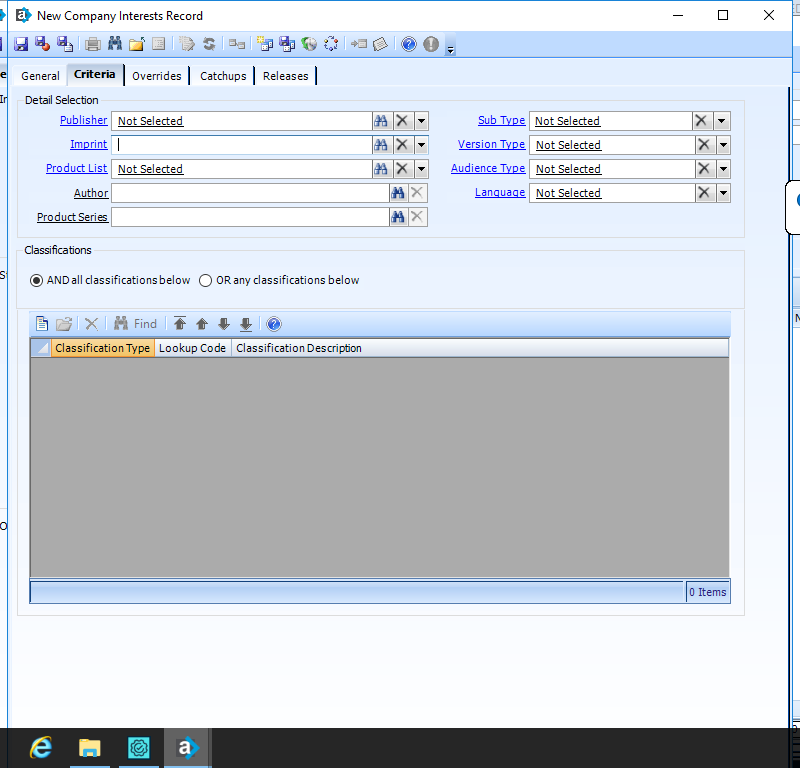 New Company Interests Record
General Criteria Overrides Catchups Releases
Detail Selection
Publisher Not Selected Sub Type Not Selected
Imprint Version Type Not Selected
Product List Not Selected Audience Type Not Selected
Author Language Not Selected
Product Series
Classifications
AND all classifications below OR any classifications below
Find
Classification Type Lookup Code Classification Description
0 Items